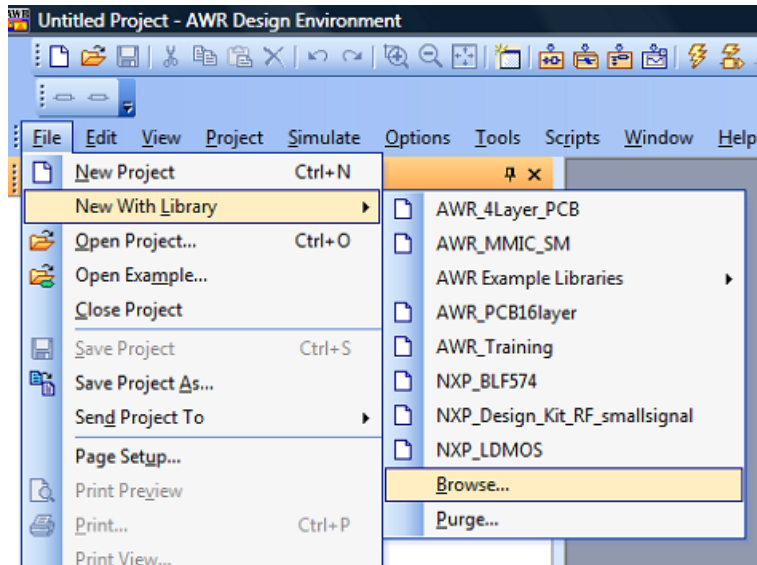 Untitled Project - AWR Design Environment
File Edit View Project Simulate Options Tools Scripts Window Help
New Project Ctrl+N
New With Library
Open Project... Ctrl+O
Open Example...
Close Project
Save Project Ctrl+S
Save Project As...
Send Project To
Page Setup...
Print Preview
Print... Ctrl+P
Print View...
AWR_4Layer_PCB
AWR_MMIC_SM
AWR Example Libraries
AWR_PCB16layer
AWR_Training
NXP_BLF574
NXP_Design_Kit_RF_smallsignal
NXP_LDMOS
Browse...
Purge...